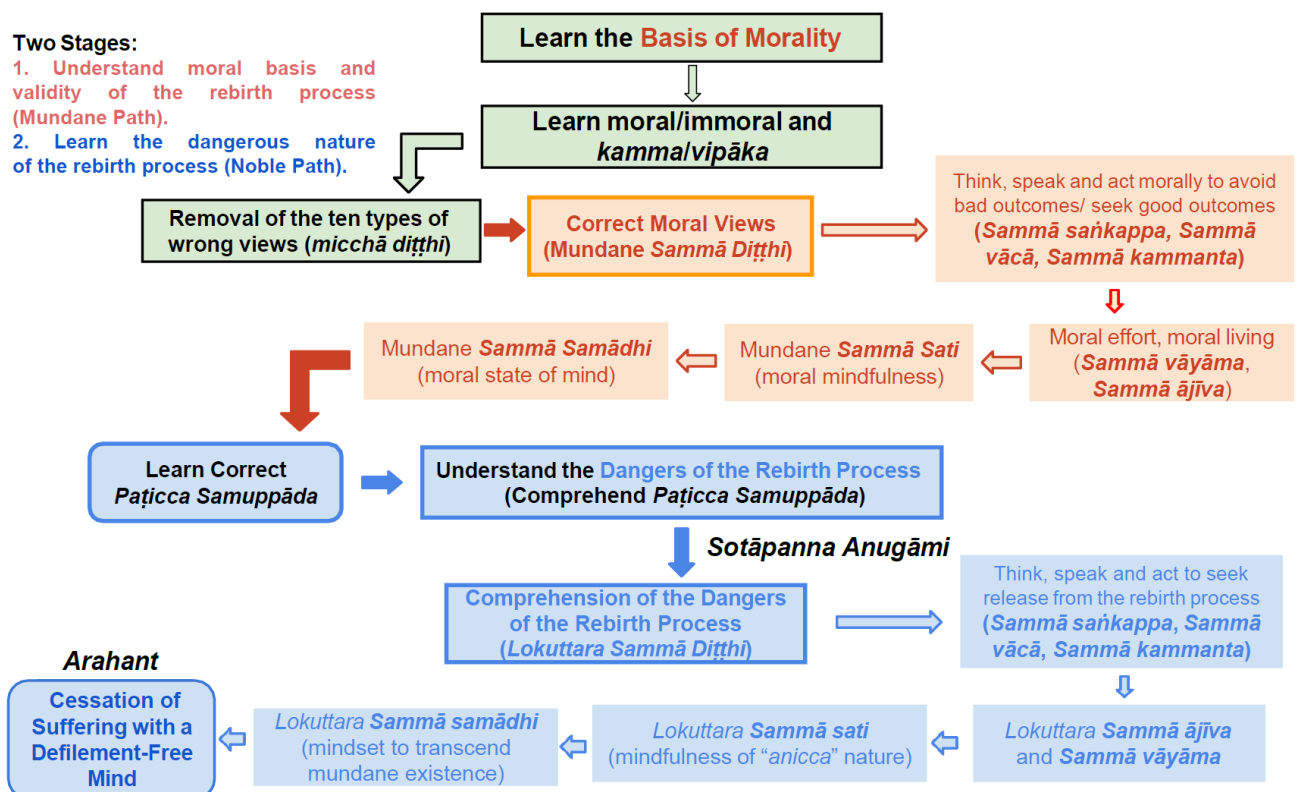 Two Stages:
1. Understand moral basis and
validity of the rebirth process
(Mundane Path).
2. Learn the dangerous nature
of the rebirth process (Noble Path).
Learn the Basis of Morality
Learn moral/immoral and
kamma/vipāka
Removal of the ten types of
wrong views (micchā diṭṭhi)
Correct Moral Views
(Mundane Sammā Diṭṭhi)
Think, speak and act morally to avoid
bad outcomes/ seek good outcomes
(Sammā saṅkappa, Sammā
vācā, Sammā kammanta)
Moral effort, moral living
(Sammā vāyāma,
Sammā ājīva)
Mundane Sammā Sati
(moral mindfulness)
Mundane Sammā Samādhi
(moral state of mind)
Learn Correct
Paṭicca Samuppāda
Understand the Dangers of the Rebirth Process
(Comprehend Paṭicca Samuppāda)
Sotāpanna Anugāmi
Comprehension of the Dangers
of the Rebirth Process
(Lokuttara Sammā Diṭṭhi)
Think, speak and act to seek
release from the rebirth process
(Sammā saṅkappa, Sammā
vācā, Sammā kammanta)
Lokuttara Sammā ājīva
and Sammā vāyāma
Lokuttara Sammā sati
(mindfulness of “anicca” nature)
Lokuttara Sammā samādhi
(mindset to transcend
mundane existence)
Arahant
Cessation of
Suffering with a
Defilement-Free
Mind